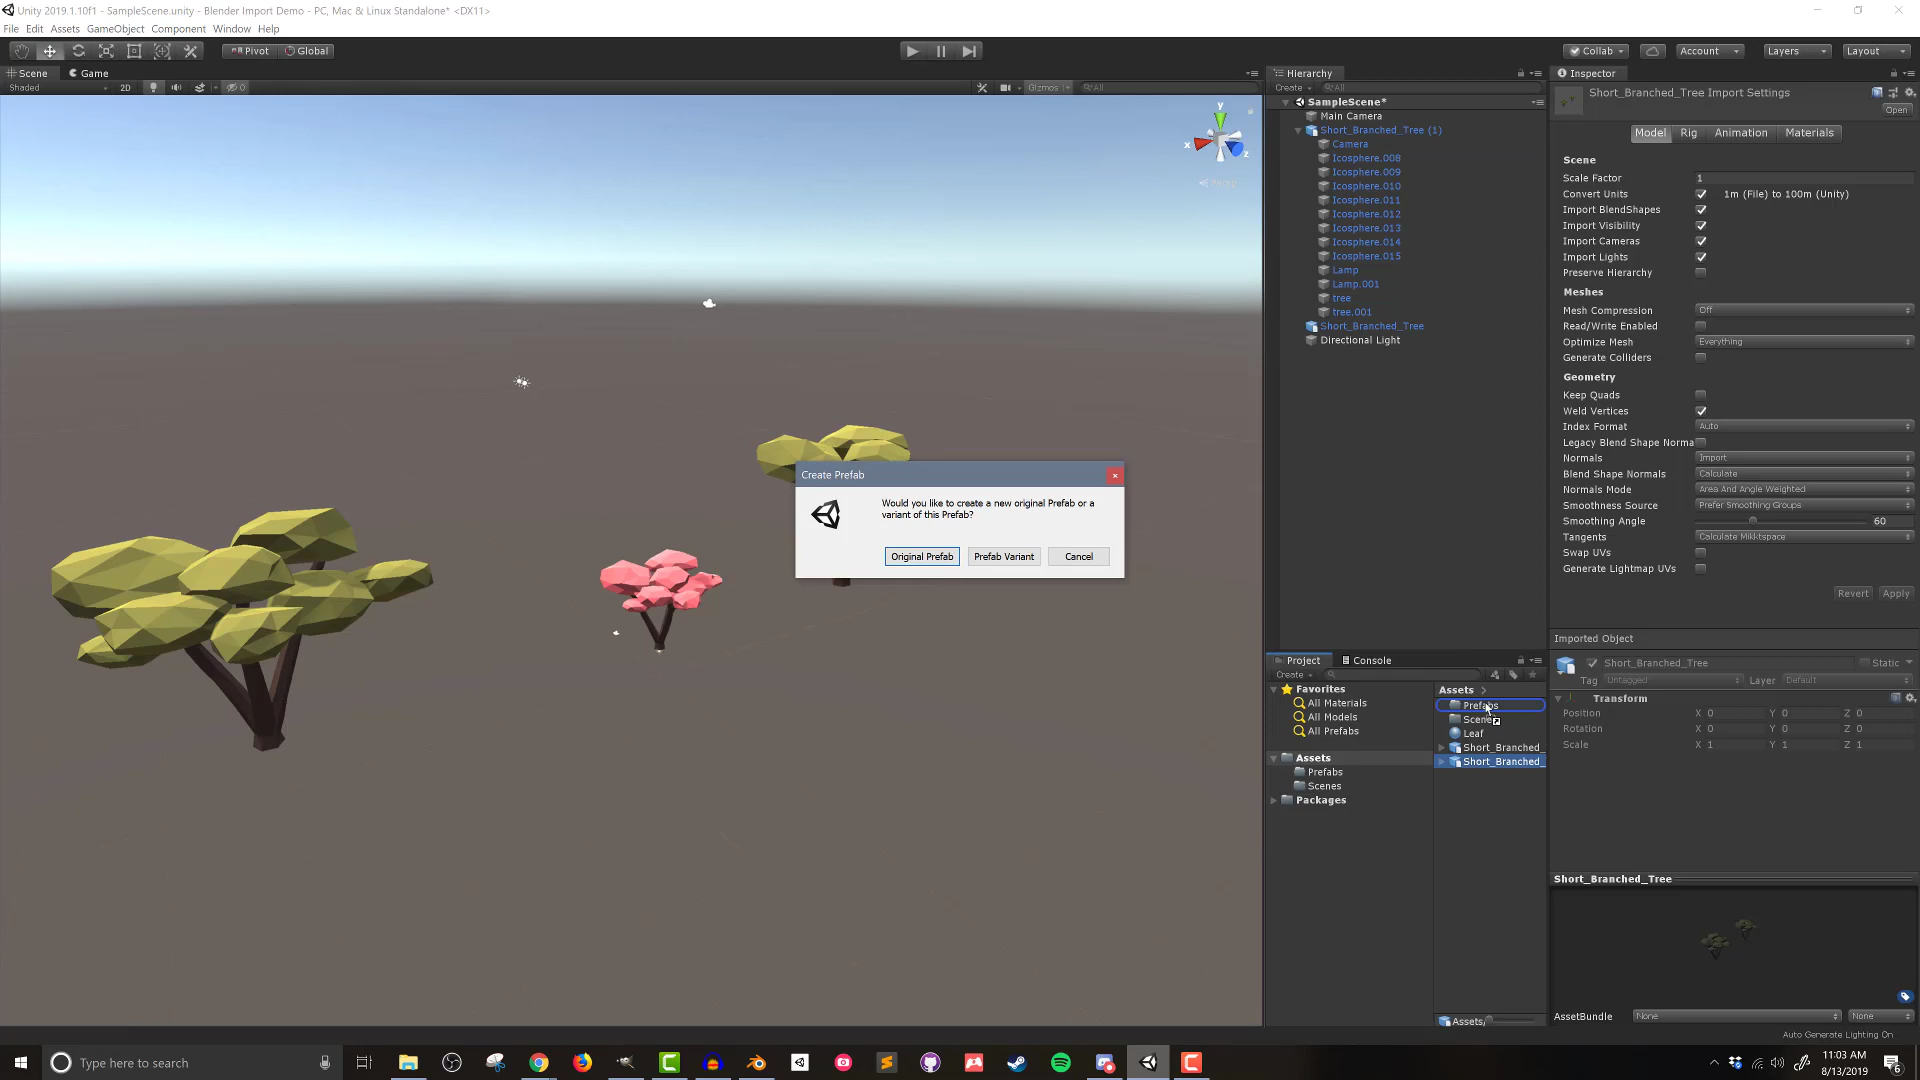 Unity 2019.1.10f1 - SampleScene.unity - Blender Import Demo - PC, Mac & Linux Standalone* <DX11>
File Edit Assets GameObject Component Window Help
Pivot Global Collab Account Layers Layout
Scene Game
Shaded 2D 0 Gizmos All
y
x
z
Persp
Hierarchy
Create All
SampleScene*
Main Camera
Short_Branched_Tree (1)
Camera
Icosphere.008
Icosphere.009
Icosphere.010
Icosphere.011
Icosphere.012
Icosphere.013
Icosphere.014
Icosphere.015
Lamp
Lamp.001
tree
tree.001
Short_Branched_Tree
Directional Light
Create Prefab
Would you like to create a new original Prefab or a
variant of this Prefab?
Original Prefab Prefab Variant Cancel
Project Console
Create
Favorites
All Materials
All Models
All Prefabs
Assets
Prefabs
Scenes
Packages
Assets
Prefabs
Scenes
Leaf
Short_Branched_
Short_Branched_
Assets/
Inspector
Short_Branched_Tree Import Settings
Open
Model Rig Animation Materials
Scene
Scale Factor 1
Convert Units 1m (File) to 100m (Unity)
Import BlendShapes
Import Visibility
Import Cameras
Import Lights
Preserve Hierarchy
Meshes
Mesh Compression Off
Read/Write Enabled
Optimize Mesh Everything
Generate Colliders
Geometry
Keep Quads
Weld Vertices
Index Format Auto
Legacy Blend Shape Norma
Normals Import
Blend Shape Normals Calculate
Normals Mode Area And Angle Weighted
Smoothness Source Prefer Smoothing Groups
Smoothing Angle 60
Tangents Calculate Mikktspace
Swap UVs
Generate Lightmap UVs
Revert Apply
Imported Object
Short_Branched_Tree Static
Tag Untagged Layer Default
Transform
Position X 0 Y 0 Z 0
Rotation X 0 Y 0 Z 0
Scale X 1 Y 1 Z 1
Short_Branched_Tree
AssetBundle None None
Auto Generate Lighting On
Type here to search
11:03 AM
8/13/2019
6